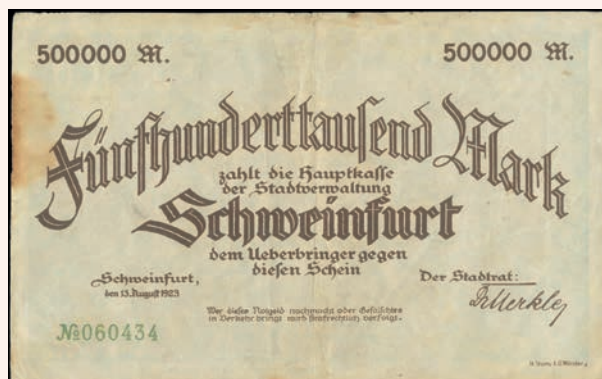 500000 M. 500000 M.
Fünfhunderttausend Mark
zahlt die Hauptkasse
der Stadtverwaltung
Schweinfurt
dem Ueberbringer gegen
diesen Schein
Schweinfurt,
den 13. August 1923
Der Stadtrat:
Dr Merkle
Wer dieses Notgeld nachmacht oder Gefälschtes
in Verkehr bringt wird strafrechtlich verfolgt.
№060434